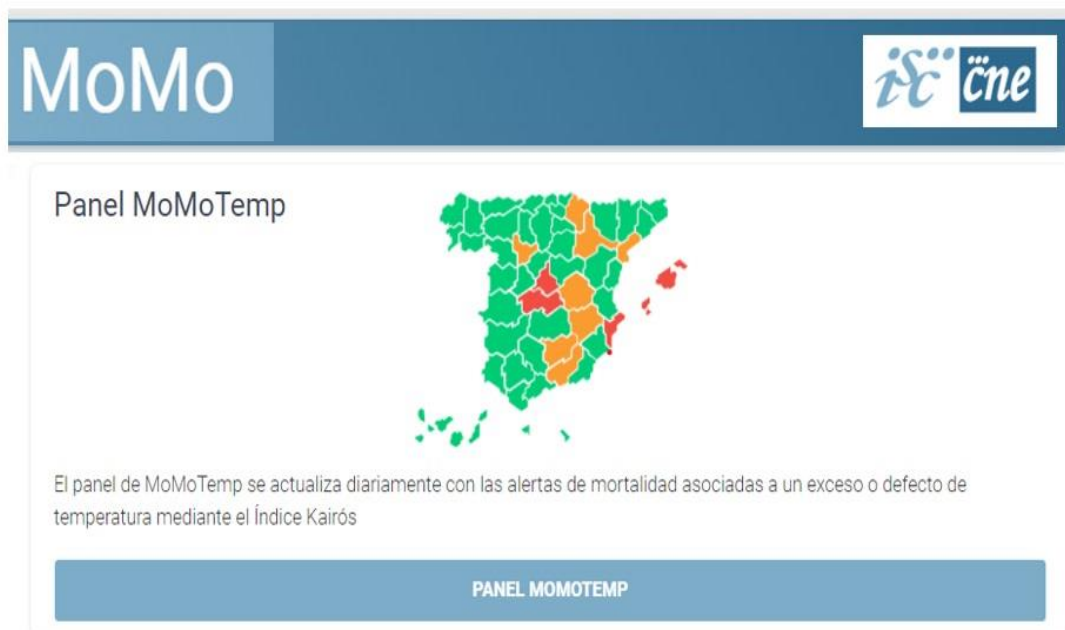 MoMo
isciii cne
Panel MoMoTemp
El panel de MoMoTemp se actualiza diariamente con las alertas de mortalidad asociadas a un exceso o defecto de
temperatura mediante el Índice Kairós
PANEL MOMOTEMP